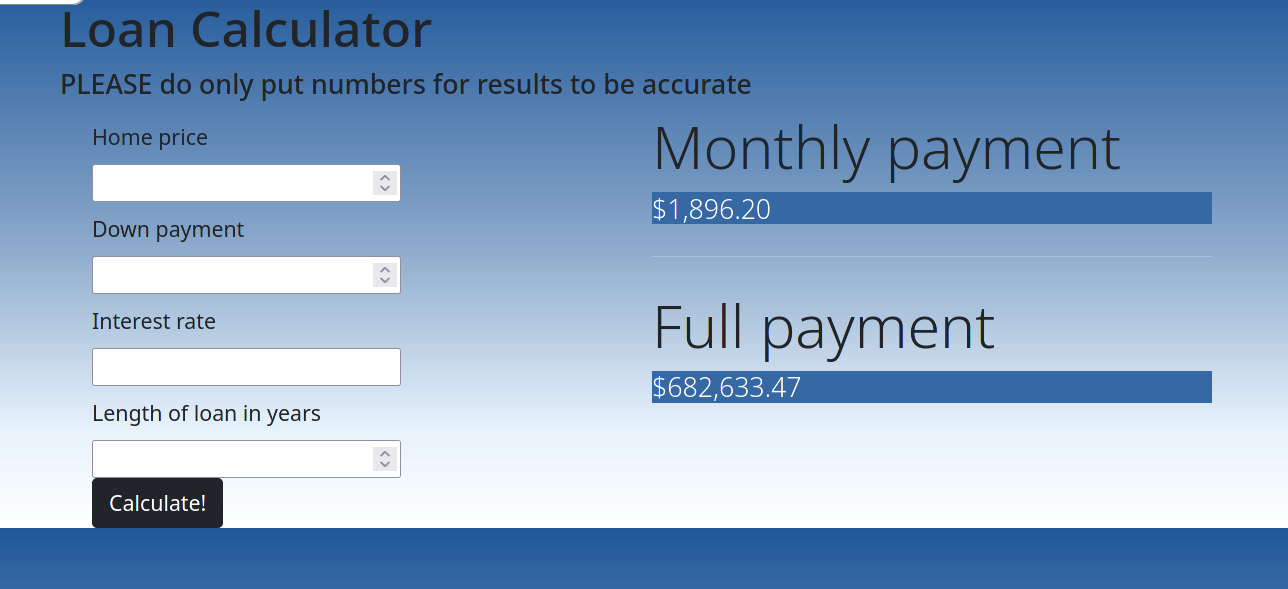 Loan Calculator
PLEASE do only put numbers for results to be accurate
Home price
Down payment
Interest rate
Length of loan in years
Calculate!
Monthly payment
$1,896.20
Full payment
$682,633.47